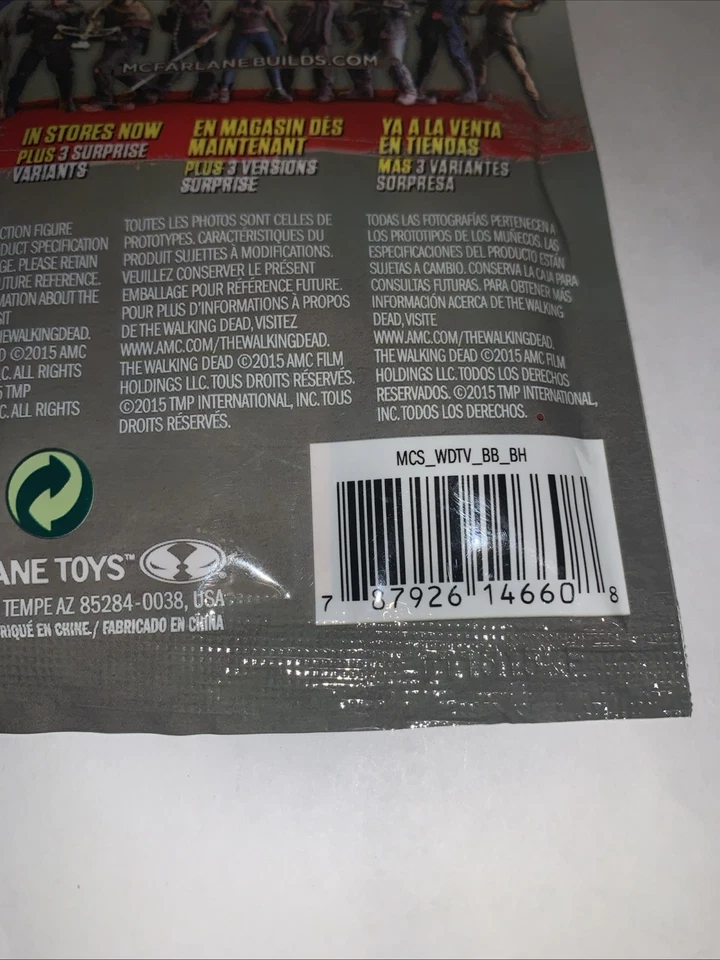 MCFARLANEBUILDS.COM
IN STORES NOW
PLUS 3 SURPRISE
VARIANTS
EN MAGASIN DÈS
MAINTENANT
PLUS 3 VERSIONS
SURPRISE
YA A LA VENTA
EN TIENDAS
MAS 3 VARIANTES
SORPRESA
CTION FIGURE
DUCT SPECIFICATION
GE. PLEASE RETAIN
UTURE REFERENCE.
MATION ABOUT THE
SIT
EWALKINGDEAD.
D ©2015 AMC
C. ALL RIGHTS
5 TMP
C. ALL RIGHTS
TOUTES LES PHOTOS SONT CELLES DE
PROTOTYPES. CARACTÉRISTIQUES DU
PRODUIT SUJETTES À MODIFICATIONS.
VEUILLEZ CONSERVER LE PRÉSENT
EMBALLAGE POUR RÉFÉRENCE FUTURE.
POUR PLUS D'INFORMATIONS À PROPOS
DE THE WALKING DEAD, VISITEZ
WWW.AMC.COM/THEWALKINGDEAD.
THE WALKING DEAD ©2015 AMC FILM
HOLDINGS LLC. TOUS DROITS RÉSERVÉS.
©2015 TMP INTERNATIONAL, INC. TOUS
DROITS RÉSERVÉS.
TODAS LAS FOTOGRAFÍAS PERTENECEN A
LOS PROTOTIPOS DE LOS MUÑECOS. LAS
ESPECIFICACIONES DEL PRODUCTO ESTÁN
SUJETAS A CAMBIO. CONSERVA LA CAJA PARA
CONSULTAS FUTURAS. PARA OBTENER MÁS
INFORMACIÓN ACERCA DE THE WALKING
DEAD, VISITE
WWW.AMC.COM/THEWALKINGDEAD.
THE WALKING DEAD ©2015 AMC FILM
HOLDINGS LLC. TODOS LOS DERECHOS
RESERVADOS. ©2015 TMP INTERNATIONAL,
INC. TODOS LOS DERECHOS.
MCS_WDTV_BB_BH
7 87926 14660 8
ANE TOYS™
TEMPE AZ 85284-0038, USA
RIQUÉ EN CHINE./ FABRICADO EN CHINA